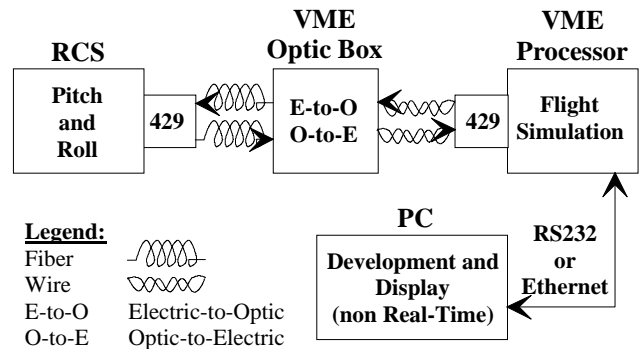 RCS
Pitch
and
Roll
429
VME
Optic Box
E-to-O
O-to-E
VME
Processor
429
Flight
Simulation
PC
Development and
Display
(non Real-Time)
RS232
or
Ethernet
Legend:
Fiber
Wire
E-to-O Electric-to-Optic
O-to-E Optic-to-Electric